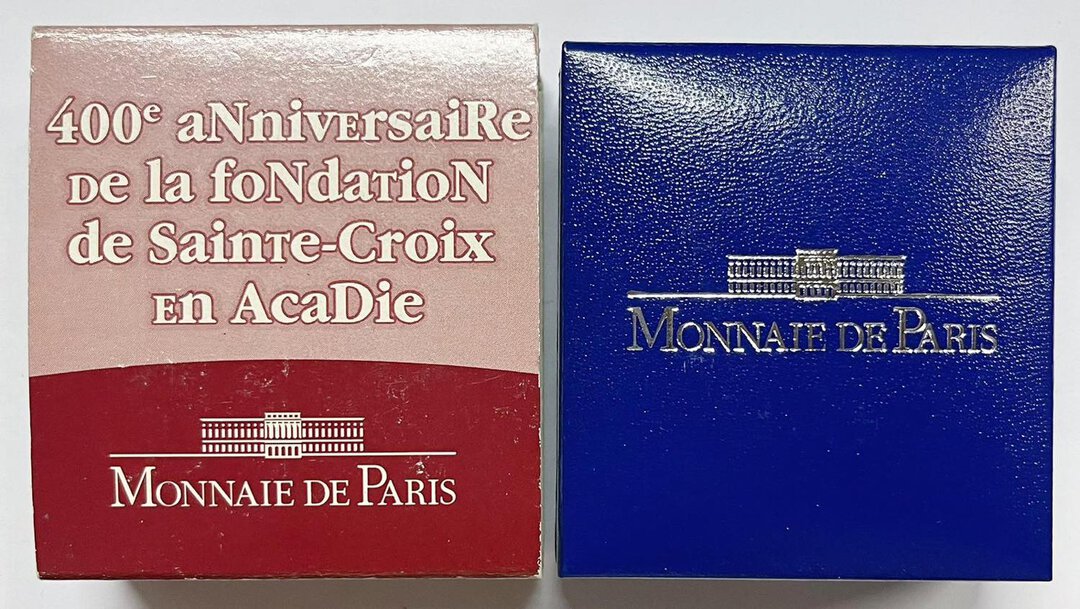 400e aNniveRsaiRe
De la foNdaTioN
de SainTe-Croix
En AcaDie
MONNAIE DE PARIS
MONNAIE DE PARIS